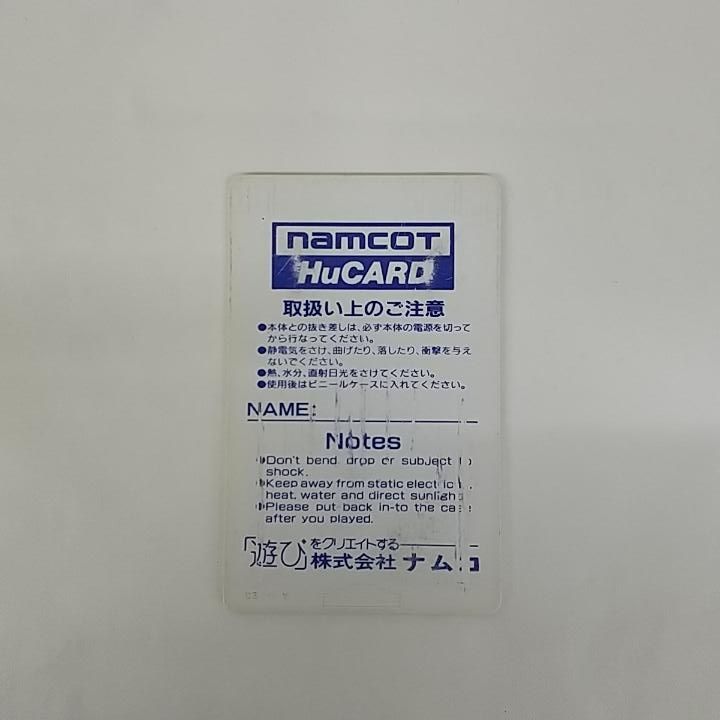 namcoT
HuCARD
取扱い上のご注意
●本体との抜き差しは、必ず本体の電源を切って
から行なってください。
●静電気をさけ、曲げたり、落したり、衝撃を与え
ないでください。
●熱、水分、直射日光をさけてください。
●使用後はビニールケースに入れてください。
NAME:
Notes
●Don't bend drop or subject to
shock.
●Keep away from static
heat, water and direct
●Please put back in-to the
after you played.
「遊び」をクリエイトする
株式会社 ナムコ